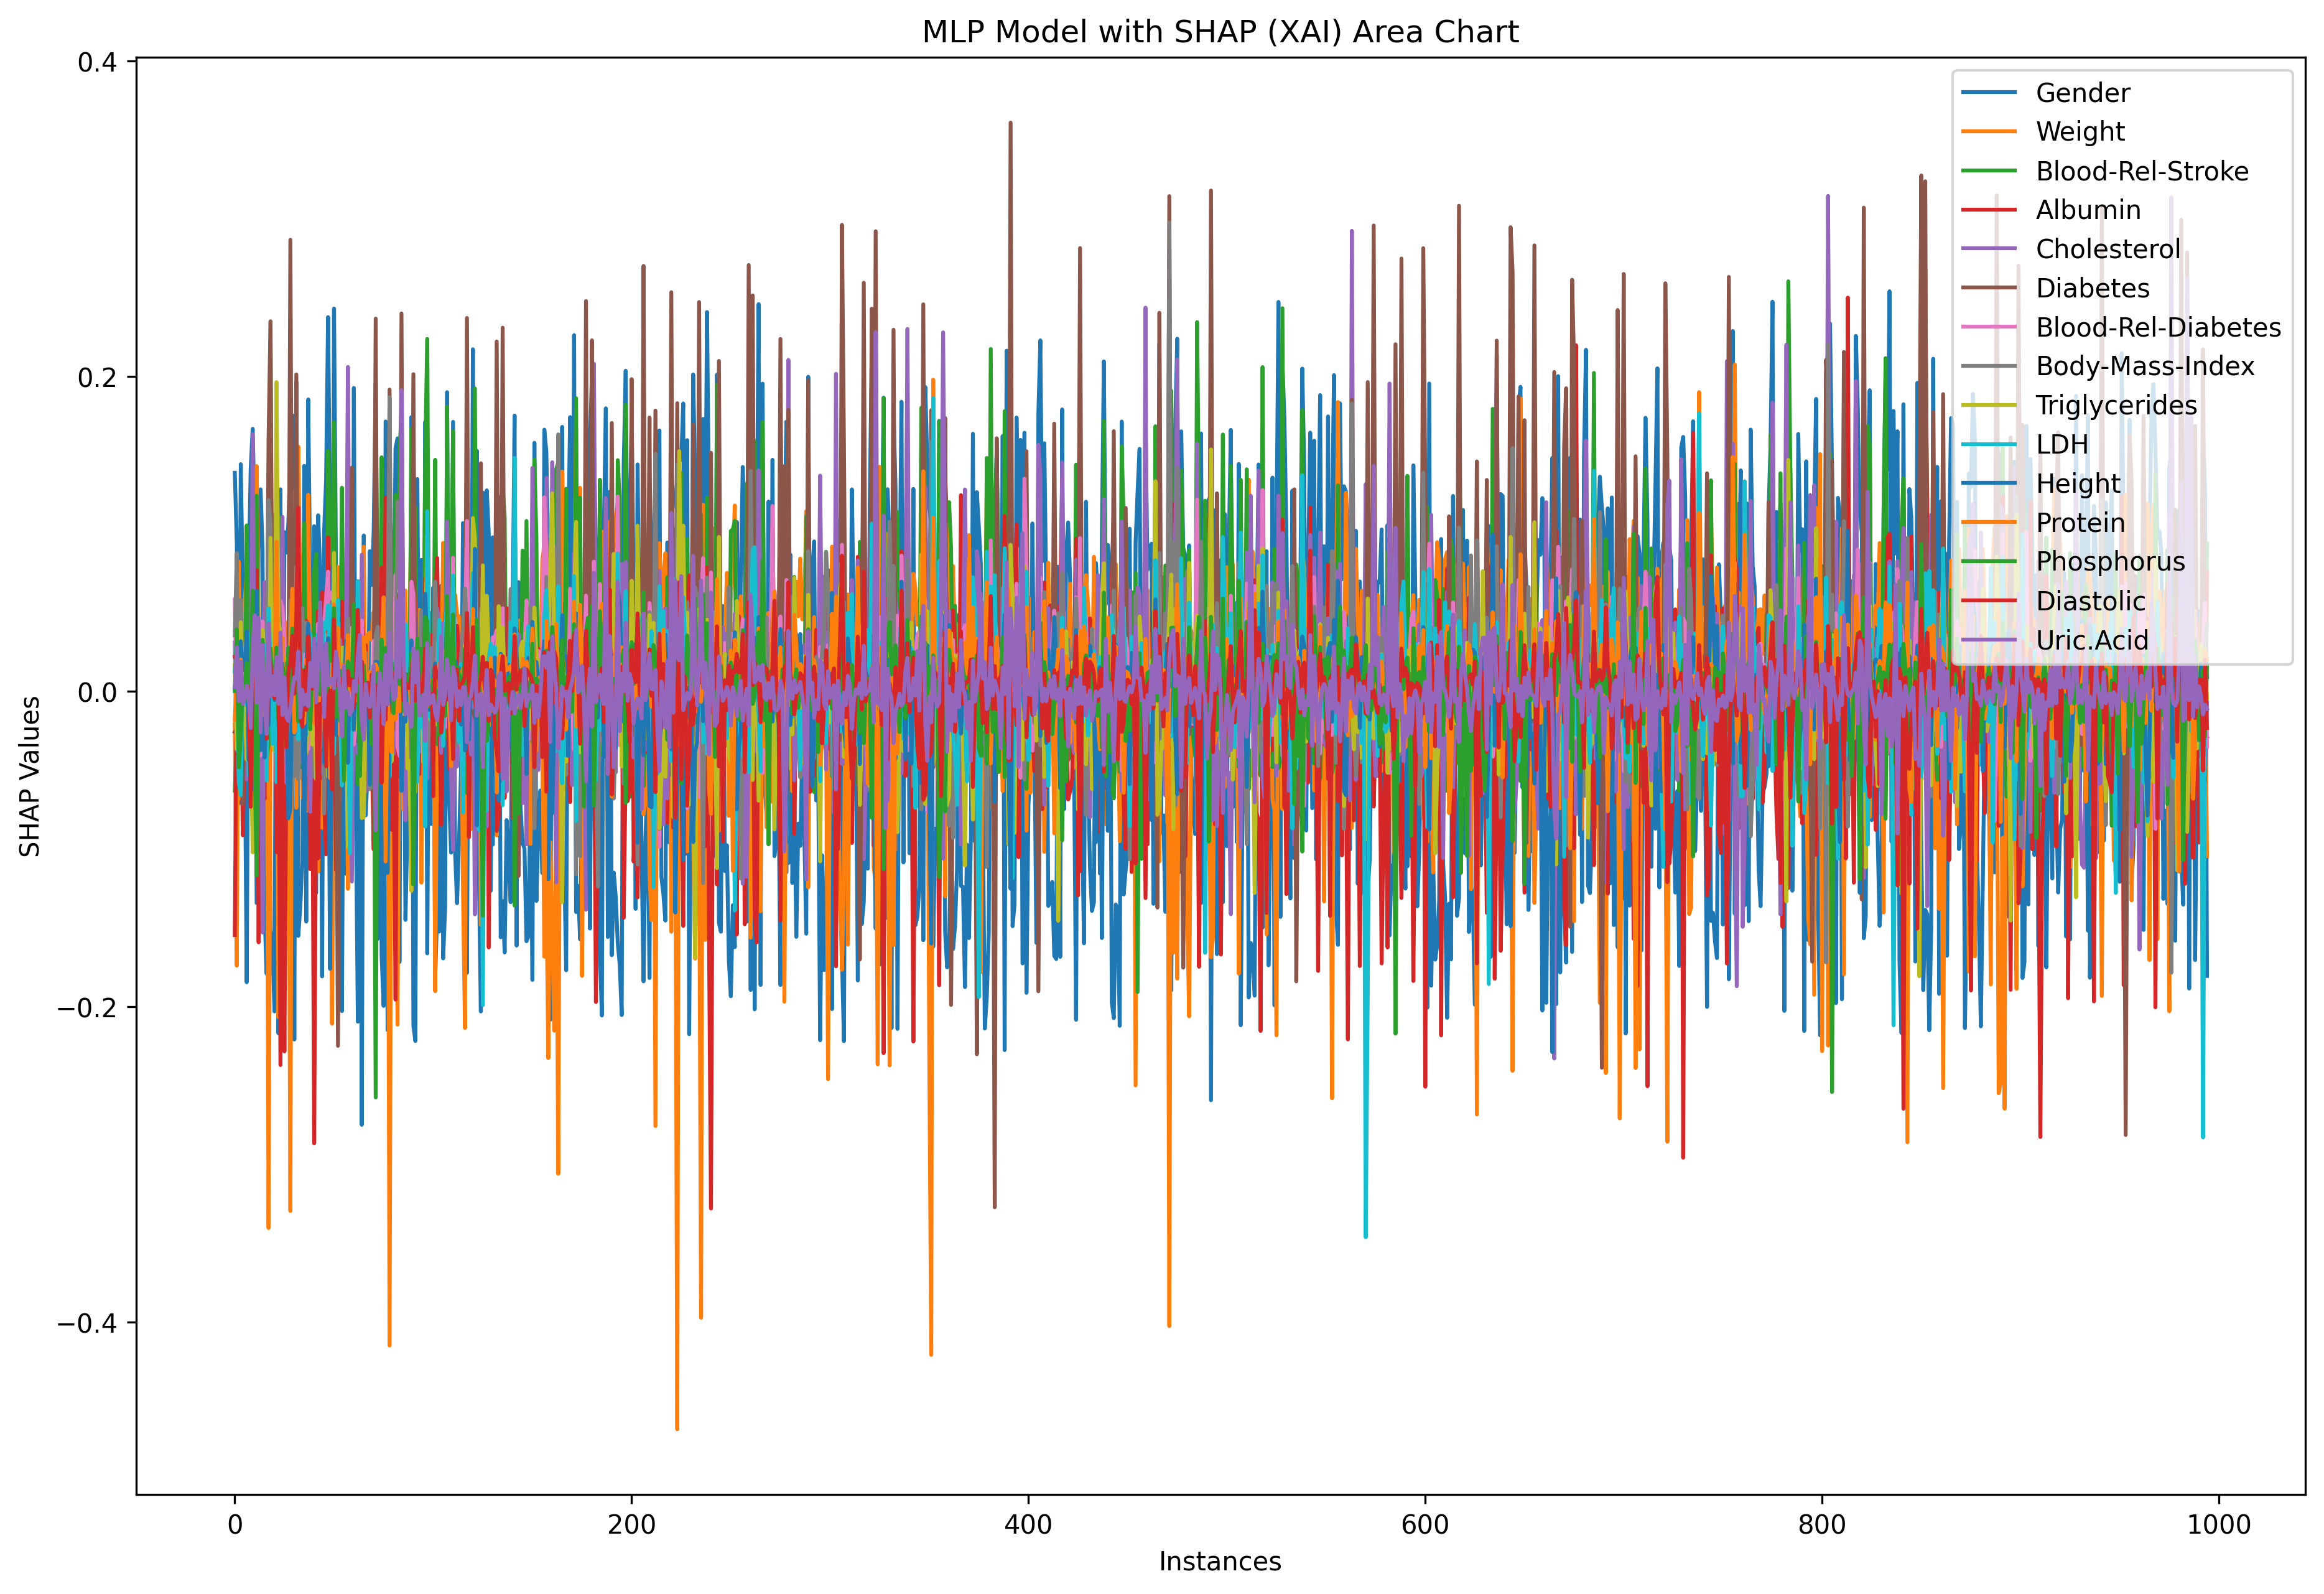 MLP Model with SHAP (XAI) Area Chart
0.4
0.2
0.0
−0.2
−0.4
SHAP Values
0
200
400
600
800
1000
Instances
Gender
Weight
Blood-Rel-Stroke
Albumin
Cholesterol
Diabetes
Blood-Rel-Diabetes
Body-Mass-Index
Triglycerides
LDH
Height
Protein
Phosphorus
Diastolic
Uric.Acid